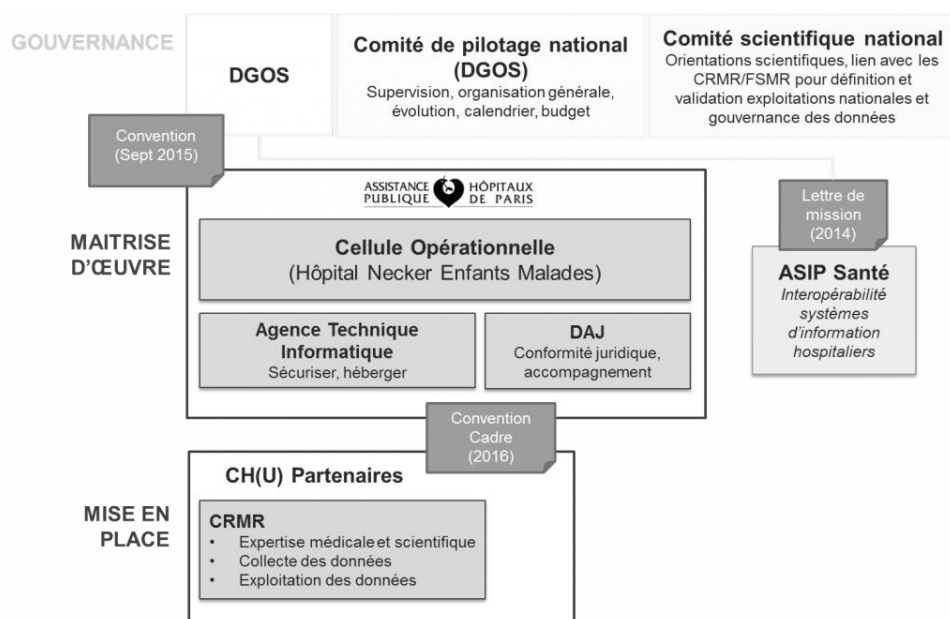 GOUVERNANCE
DGOS
Comité de pilotage national
(DGOS)
Supervision, organisation générale,
évolution, calendrier, budget
Comité scientifique national
Orientations scientifiques, lien avec les
CRMR/FSMR pour définition et
validation exploitations nationales et
gouvernance des données
Convention
(Sept 2015)
ASSISTANCE
PUBLIQUE
HÔPITAUX
DE PARIS
Lettre de
mission
(2014)
MAITRISE
D'ŒUVRE
Cellule Opérationnelle
(Hôpital Necker Enfants Malades)
ASIP Santé
Interopérabilité
systèmes
d'information
hospitaliers
Agence Technique
Informatique
Sécuriser, héberger
DAJ
Conformité juridique,
accompagnement
Convention
Cadre
(2016)
CH(U) Partenaires
MISE EN
PLACE
CRMR
• Expertise médicale et scientifique
• Collecte des données
• Exploitation des données